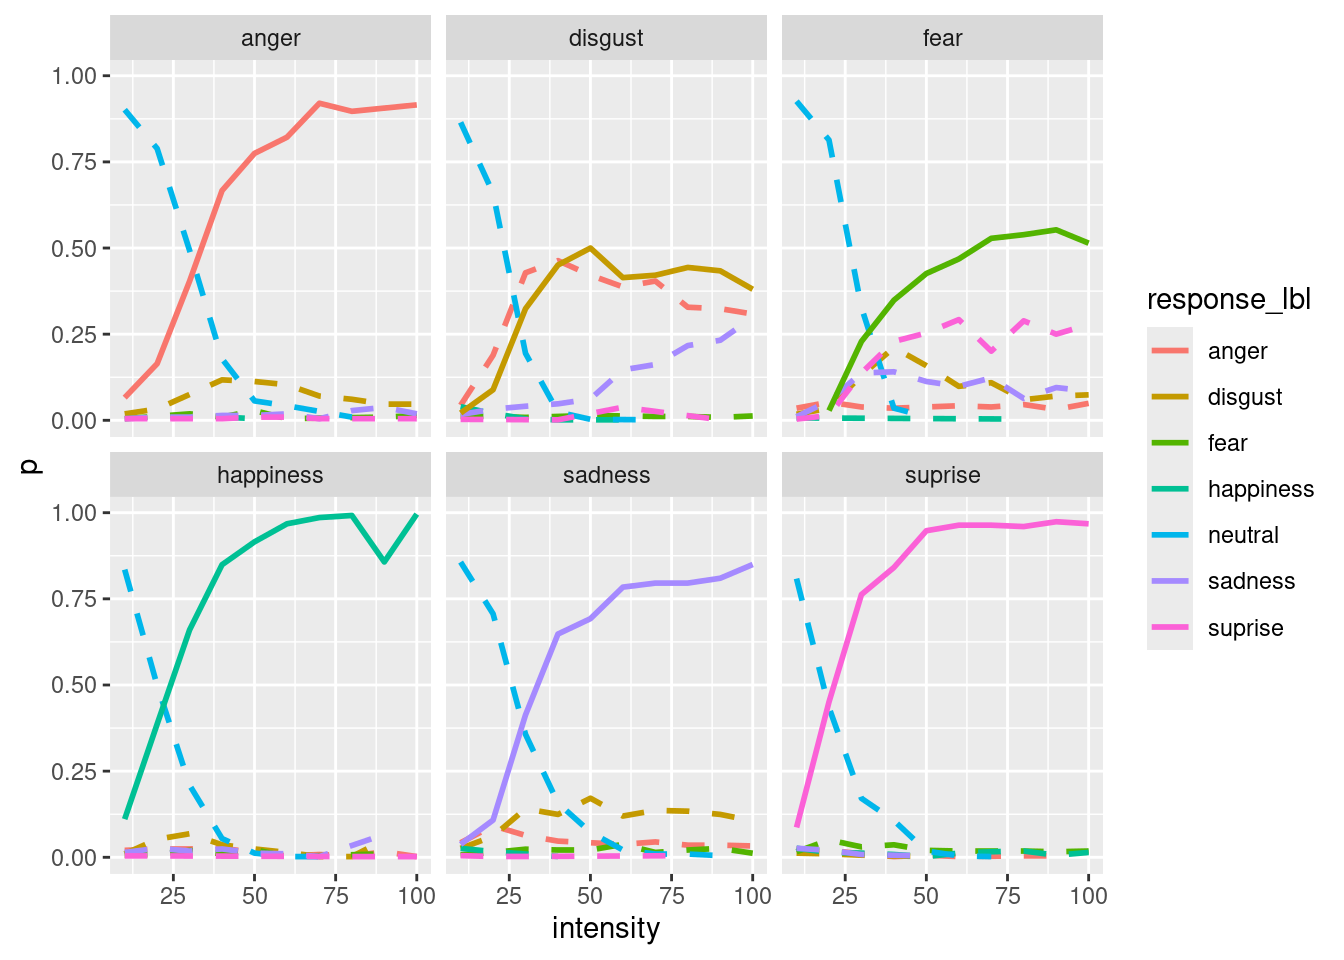 anger disgust fear
1.00
0.75
0.50
0.25
0.00
happiness sadness suprise
1.00
0.75
0.50
0.25
0.00
25 50 75 100 25 50 75 100 25 50 75 100
intensity
p
response_lbl
anger
disgust
fear
happiness
neutral
sadness
suprise